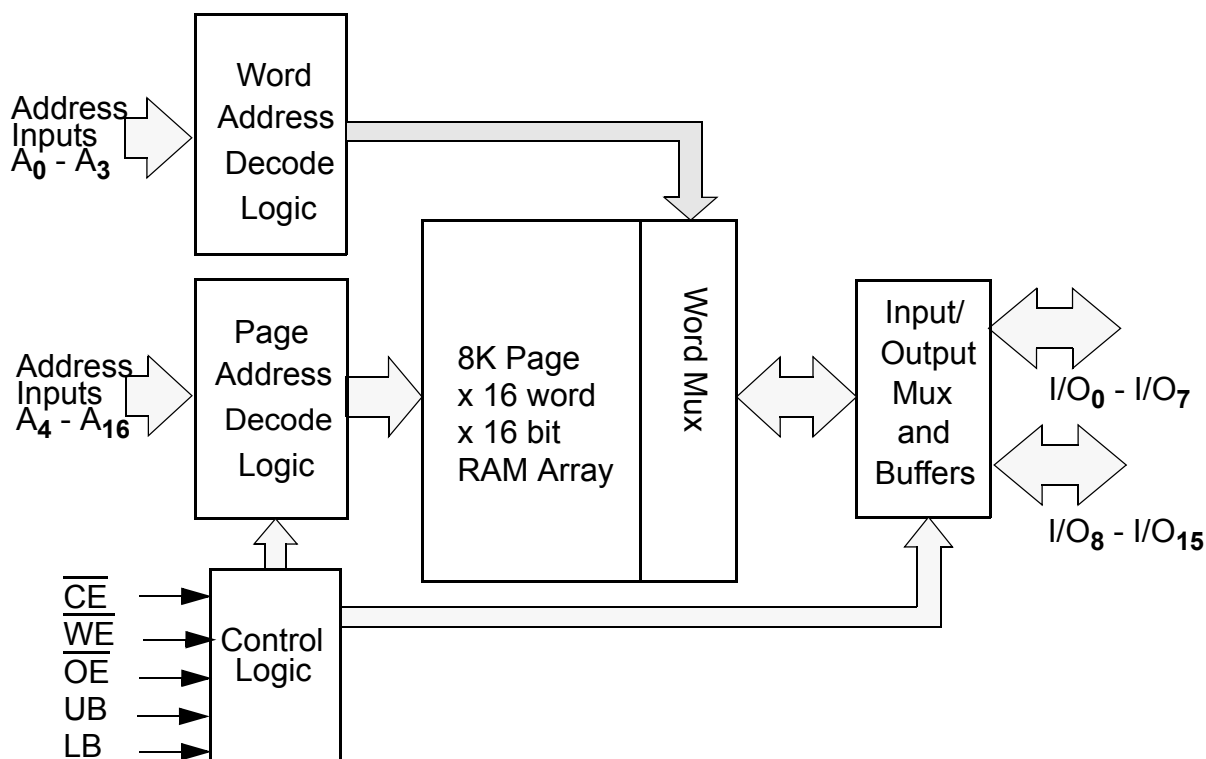 Word
Address
Decode
Logic
Address
Inputs
A0 - A3
Page
Address
Decode
Logic
Address
Inputs
A4 - A16
8K Page
x 16 word
x 16 bit
RAM Array
Word Mux
Input/
Output
Mux
and
Buffers
I/O0 - I/O7
I/O8 - I/O15
CE
WE
OE
UB
LB
Control
Logic